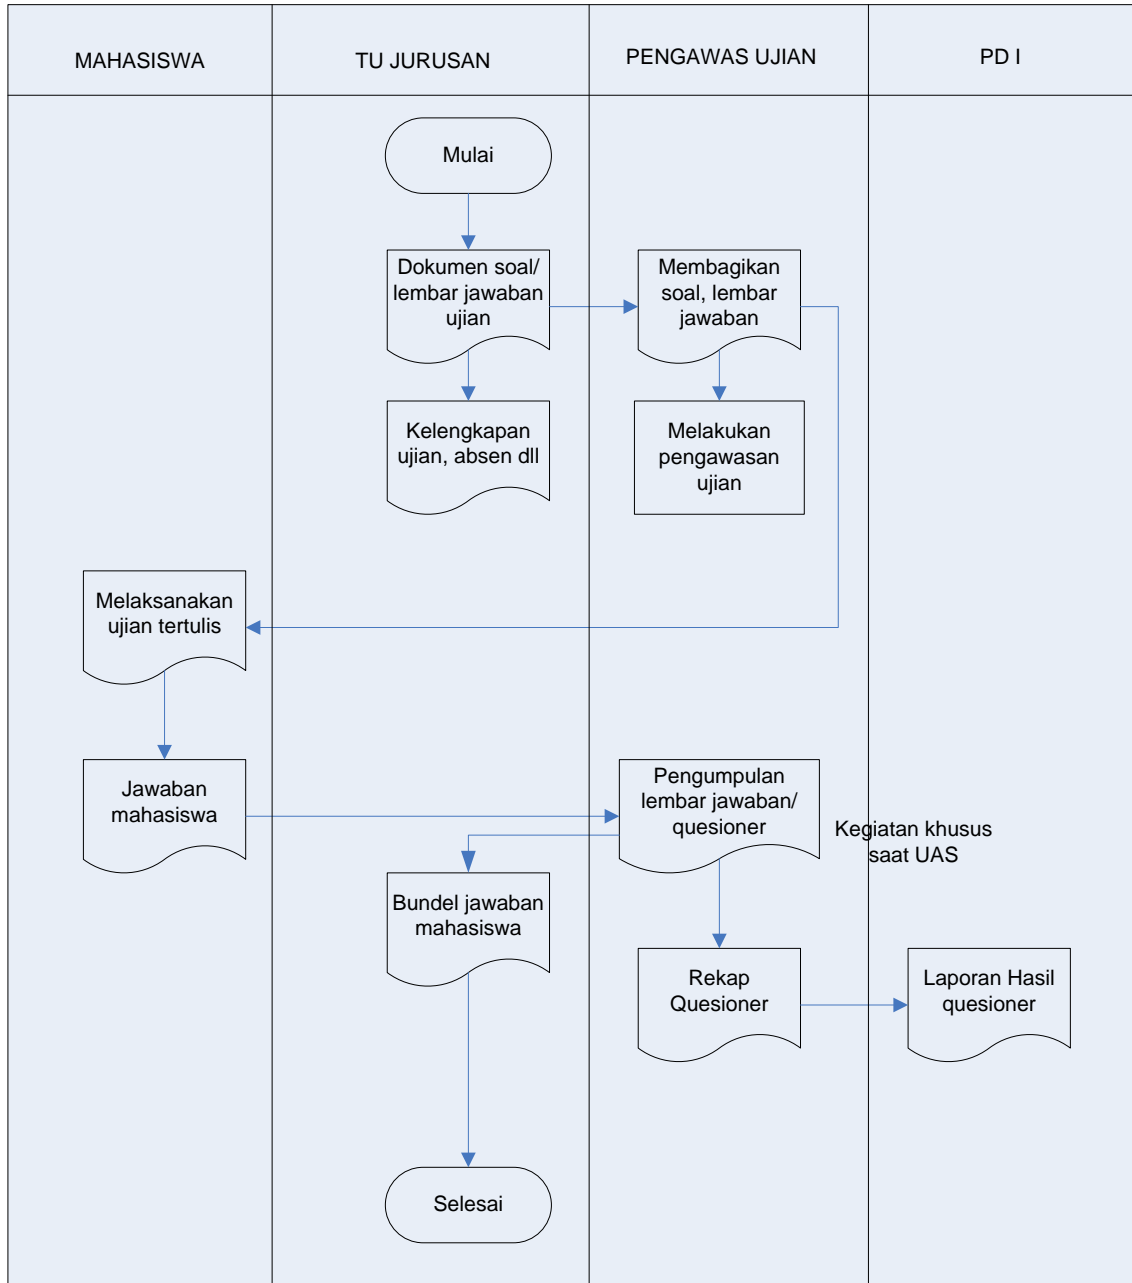 MAHASISWA
TU JURUSAN
PENGAWAS UJIAN
PD I
Mulai
Dokumen soal/
lembar jawaban
ujian
Membagikan
soal, lembar
jawaban
Kelengkapan
ujian, absen dll
Melakukan
pengawasan
ujian
Melaksanakan
ujian tertulis
Jawaban
mahasiswa
Pengumpulan
lembar jawaban/
quesioner
Kegiatan khusus
saat UAS
Bundel jawaban
mahasiswa
Rekap
Quesioner
Laporan Hasil
quesioner
Selesai